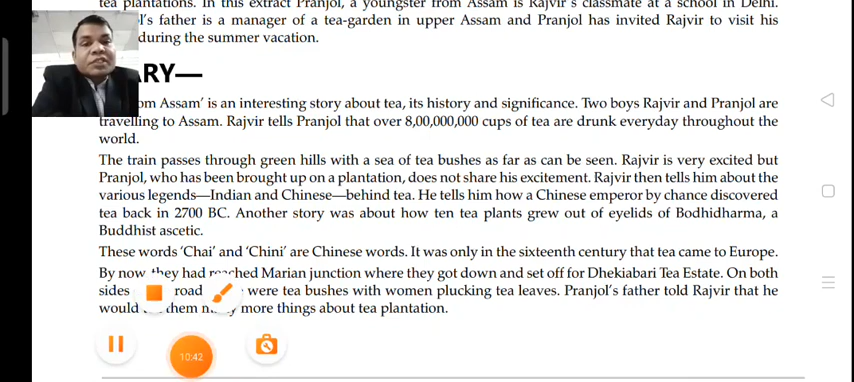 tea plantations. In this extract Pranjol, a youngster from Assam is Rajvir's classmate at a school in Delhi.
l's father is a manager of a tea-garden in upper Assam and Pranjol has invited Rajvir to visit his
during the summer vacation.
ARY—
om Assam' is an interesting story about tea, its history and significance. Two boys Rajvir and Pranjol are
travelling to Assam. Rajvir tells Pranjol that over 8,00,000,000 cups of tea are drunk everyday throughout the
world.
The train passes through green hills with a sea of tea bushes as far as can be seen. Rajvir is very excited but
Pranjol, who has been brought up on a plantation, does not share his excitement. Rajvir then tells him about the
various legends—Indian and Chinese—behind tea. He tells him how a Chinese emperor by chance discovered
tea back in 2700 BC. Another story was about how ten tea plants grew out of eyelids of Bodhidharma, a
Buddhist ascetic.
These words 'Chai' and 'Chini' are Chinese words. It was only in the sixteenth century that tea came to Europe.
By now they had reached Marian junction where they got down and set off for Dhekiabari Tea Estate. On both
sides road were tea bushes with women plucking tea leaves. Pranjol's father told Rajvir that he
would them more things about tea plantation.
10:42